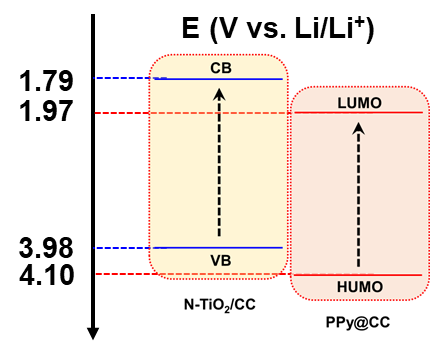 E (V vs. Li/Li⁺)
CB
1.79
LUMO
1.97
3.98
VB
4.10
HUMO
N-TiO₂/CC
PPy@CC